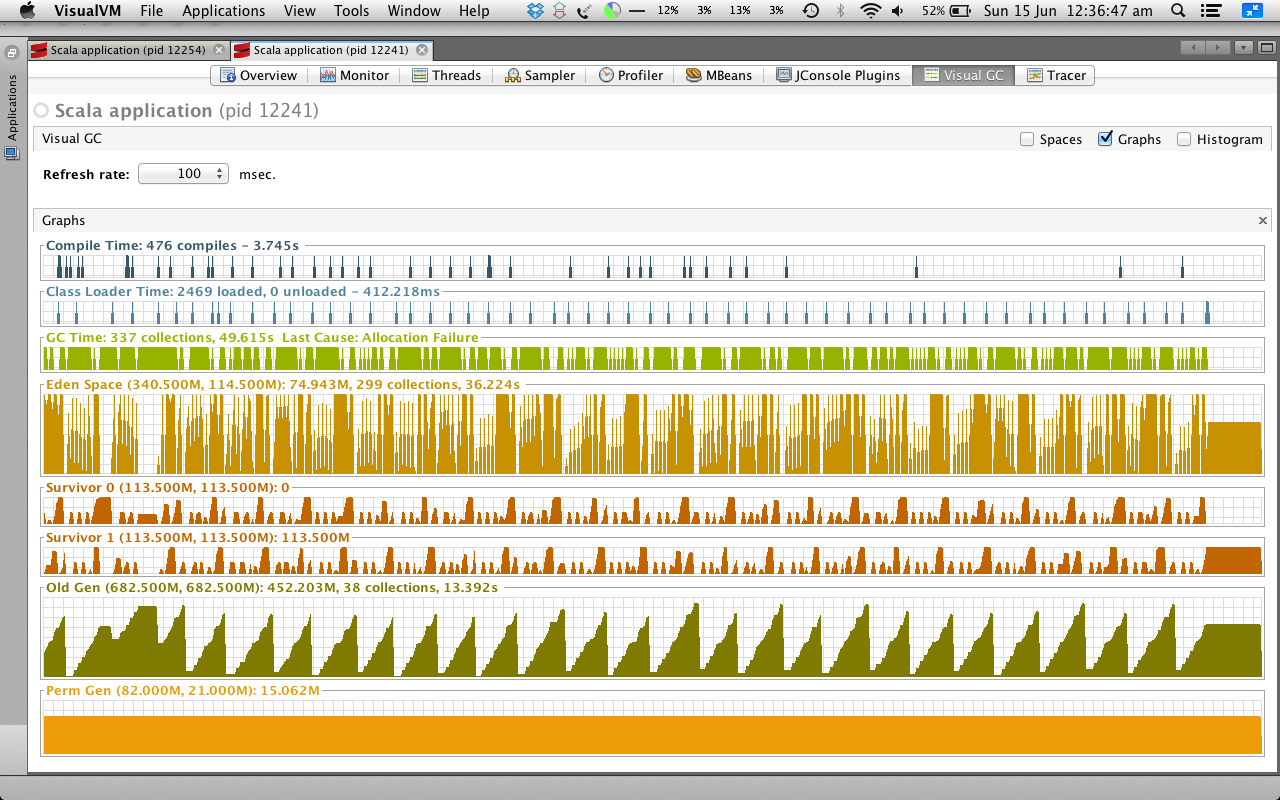 VisualVM File Applications View Tools Window Help 12% 3% 13% 3% 52% Sun 15 Jun 12:36:47 am
Scala application (pid 12254) Scala application (pid 12241)
Applications
Overview Monitor Threads Sampler Profiler MBeans JConsole Plugins Visual GC Tracer
Scala application (pid 12241)
Visual GC Spaces Graphs Histogram
Refresh rate: 100 msec.
Graphs
Compile Time: 476 compiles - 3.745s
Class Loader Time: 2469 loaded, 0 unloaded - 412.218ms
GC Time: 337 collections, 49.615s Last Cause: Allocation Failure
Eden Space (340.500M, 114.500M): 74.943M, 299 collections, 36.224s
Survivor 0 (113.500M, 113.500M): 0
Survivor 1 (113.500M, 113.500M): 113.500M
Old Gen (682.500M, 682.500M): 452.203M, 38 collections, 13.392s
Perm Gen (82.000M, 21.000M): 15.062M